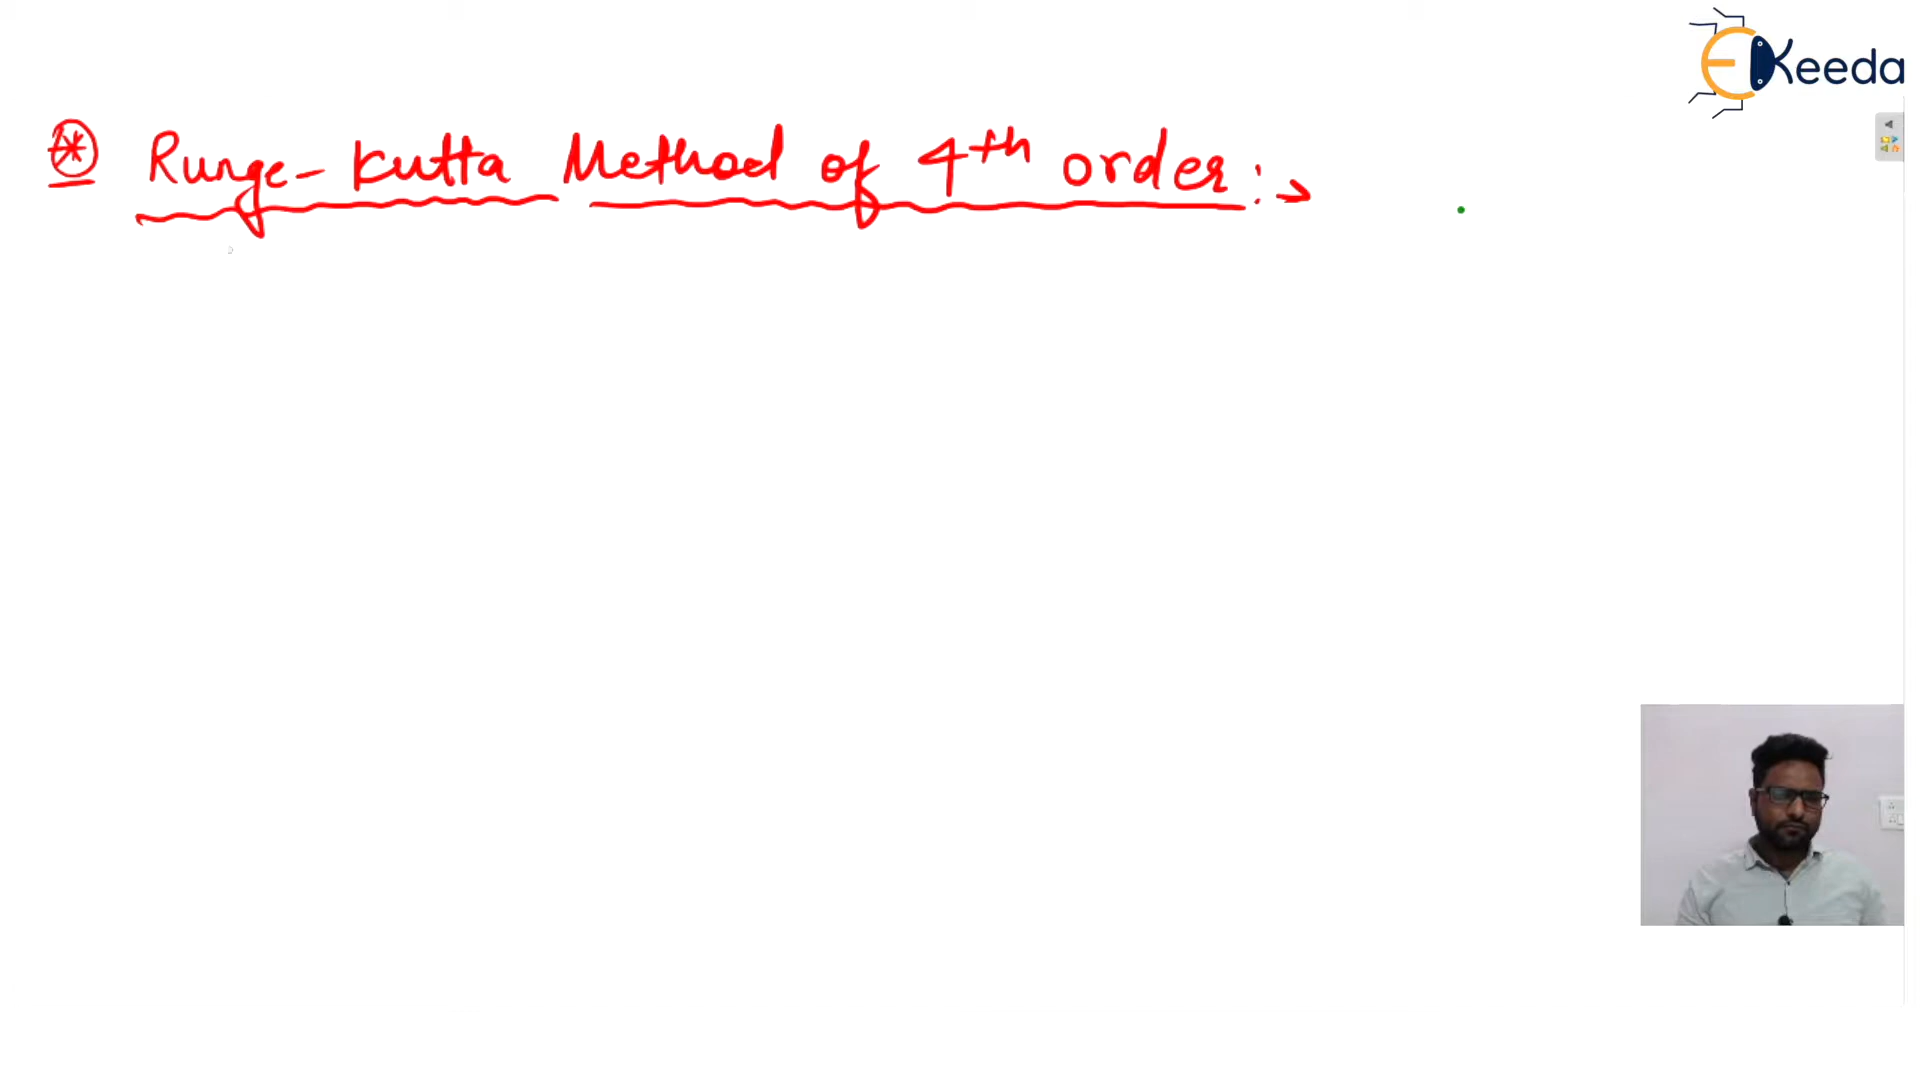 EKeeda
* Runge-Kutta Method of 4th order :→